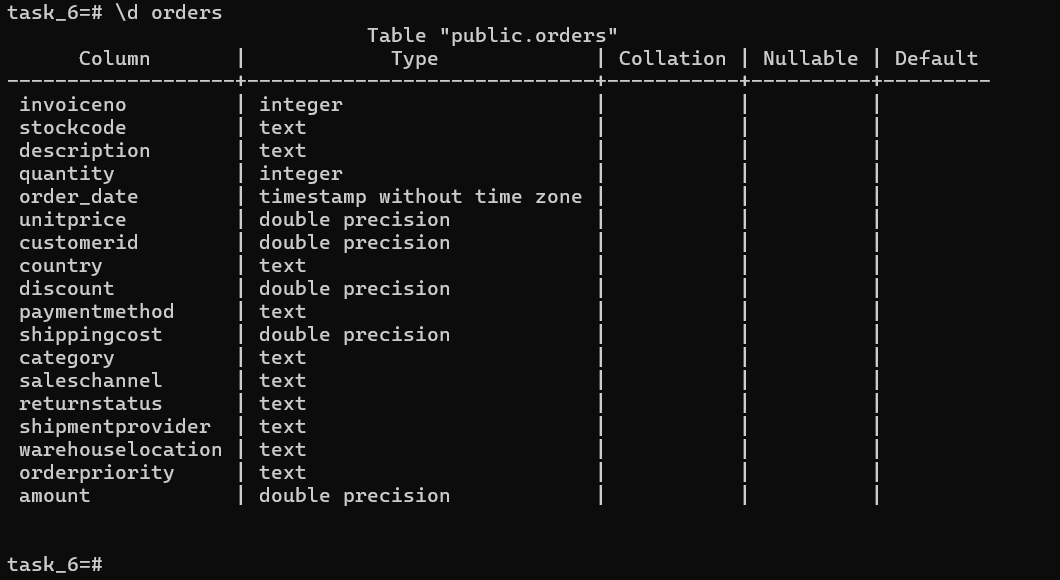 task_6=# \d orders
                              Table "public.orders"
      Column       |            Type             | Collation | Nullable | Default
-------------------+-----------------------------+-----------+----------+---------
 invoiceno         | integer                     |           |          |
 stockcode         | text                        |           |          |
 description       | text                        |           |          |
 quantity          | integer                     |           |          |
 order_date        | timestamp without time zone |           |          |
 unitprice         | double precision            |           |          |
 customerid        | double precision            |           |          |
 country           | text                        |           |          |
 discount          | double precision            |           |          |
 paymentmethod     | text                        |           |          |
 shippingcost      | double precision            |           |          |
 category          | text                        |           |          |
 saleschannel      | text                        |           |          |
 returnstatus      | text                        |           |          |
 shipmentprovider  | text                        |           |          |
 warehouselocation | text                        |           |          |
 orderpriority     | text                        |           |          |
 amount            | double precision            |           |          |
task_6=#